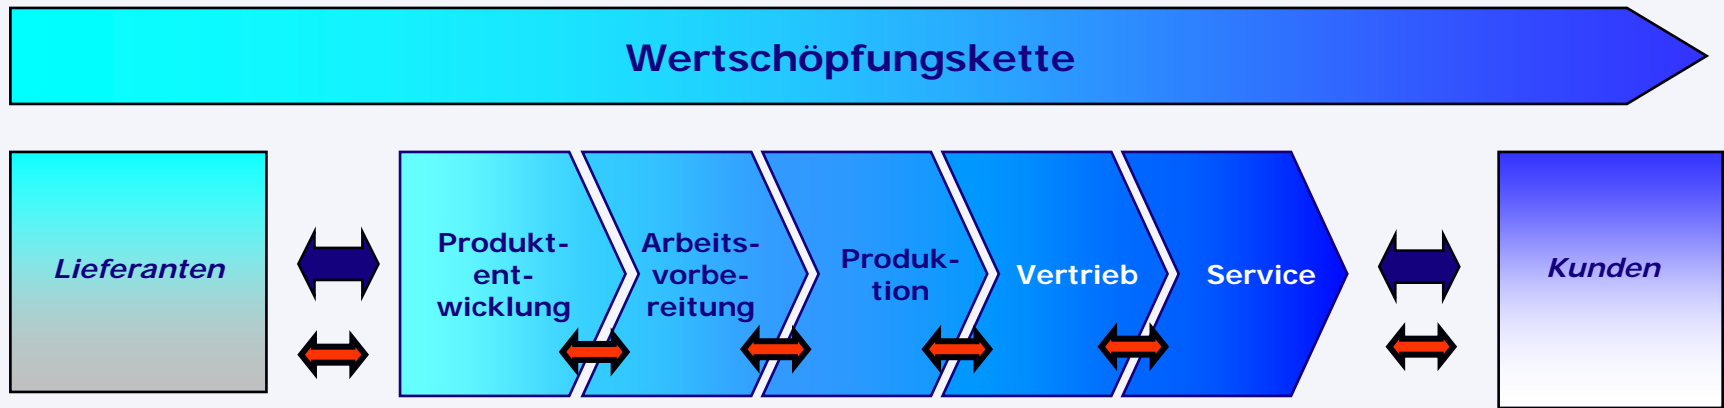 Wertschöpfungskette
Lieferanten
Produkt-
ent-
wicklung
Arbeits-
vorbe-
reitung
Produk-
tion
Vertrieb
Service
Kunden